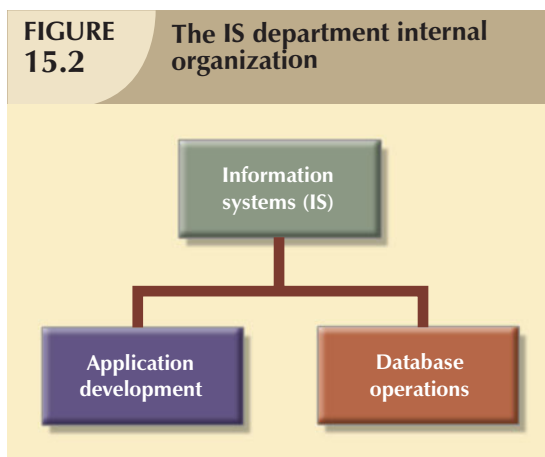 FIGURE
15.2
The IS department internal
organization
Information
systems (IS)
Application
development
Database
operations